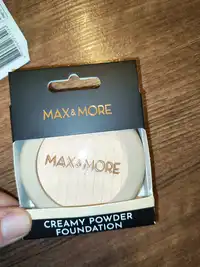 MAX & MORE
MAX & MORE
CREAMY POWDER
FOUNDATION